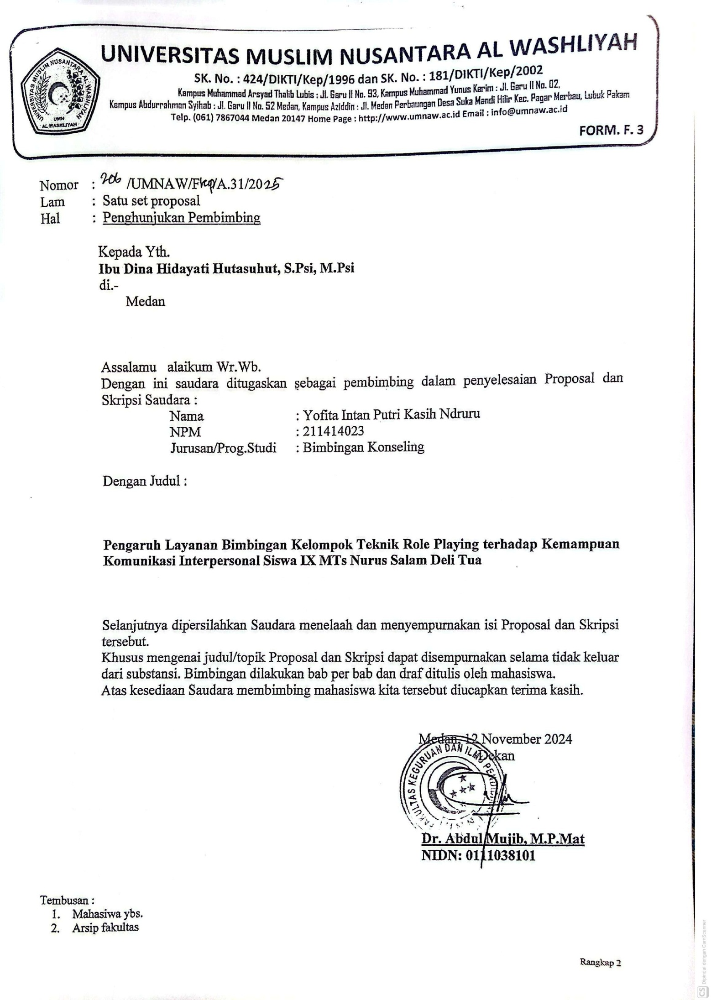 UNIVERSITAS MUSLIM NUSANTARA AL WASHLIYAH
SK. No. : 424/DIKTI/Kep/1996 dan SK. No. : 181/DIKTI/Kep/2002
Kampus Muhammad Arsyad Thalib Lubis : Jl. Garu II No. 93, Kampus Muhammad Yunus Karim : Jl. Garu II No. 02,
Kampus Abdurrahman Syihab : Jl. Garu II No. 52 Medan, Kampus Aziddin : Jl. Medan Perbaungan Desa Suka Mandi Hilir Kec. Pagar Merbau, Lubuk Pakam
Telp. (061) 7867044 Medan 20147 Home Page : http://www.umnaw.ac.id Email : info@umnaw.ac.id
FORM. F. 3
UNIVERSITAS MUSLIM NUSANTARA AL WASHLIYAH
UMN
AL WASHLIYAH
Nomor : 206 /UMNAW/Fkip/A.31/2025
Lam : Satu set proposal
Hal : Penghunjukan Pembimbing
Kepada Yth.
Ibu Dina Hidayati Hutasuhut, S.Psi, M.Psi
di.-
Medan
Assalamu alaikum Wr.Wb.
Dengan ini saudara ditugaskan sebagai pembimbing dalam penyelesaian Proposal dan
Skripsi Saudara :
Nama : Yofita Intan Putri Kasih Ndruru
NPM : 211414023
Jurusan/Prog.Studi : Bimbingan Konseling
Dengan Judul :
Pengaruh Layanan Bimbingan Kelompok Teknik Role Playing terhadap Kemampuan
Komunikasi Interpersonal Siswa IX MTs Nurus Salam Deli Tua
Selanjutnya dipersilahkan Saudara menelaah dan menyempurnakan isi Proposal dan Skripsi
tersebut.
Khusus mengenai judul/topik Proposal dan Skripsi dapat disempurnakan selama tidak keluar
dari substansi. Bimbingan dilakukan bab per bab dan draf ditulis oleh mahasiswa.
Atas kesediaan Saudara membimbing mahasiswa kita tersebut diucapkan terima kasih.
Medan, 12 November 2024
Dekan
FAKULTAS KEGURUAN DAN ILMU
Dr. Abdul Mujib, M.P.Mat
NIDN: 0111038101
Tembusan :
1. Mahasiwa ybs.
2. Arsip fakultas
Rangkap 2
CS Dipindai dengan CamScanner